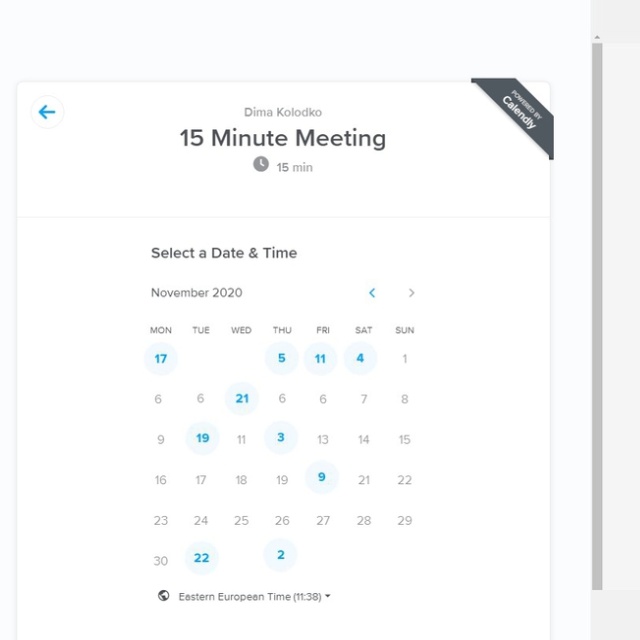 POWERED BY
Calendly
Dima Kolodko
15 Minute Meeting
15 min
Select a Date & Time
November 2020
MON TUE WED THU FRI SAT SUN
17 5 11 4 1
6 6 21 6 6 7 8
9 19 11 3 13 14 15
16 17 18 19 9 21 22
23 24 25 26 27 28 29
30 22 2
Eastern European Time (11:38)